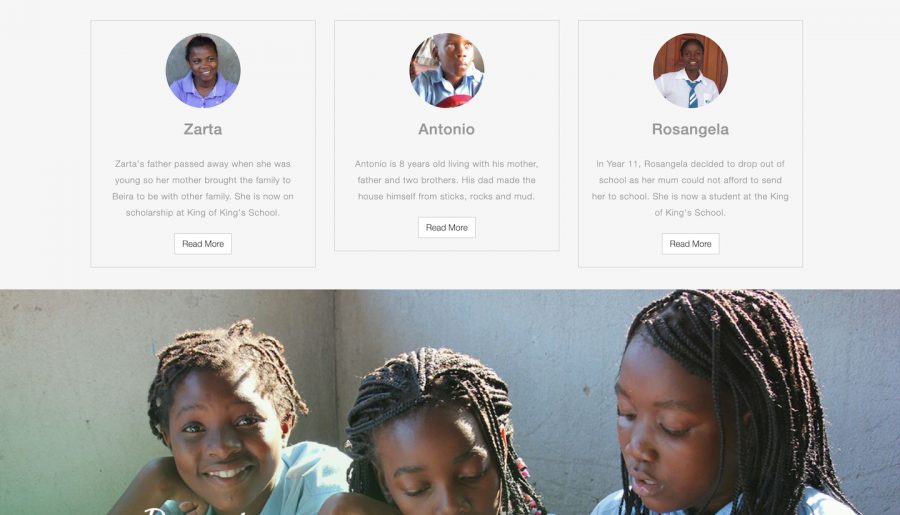 Zarta
Zarta's father passed away when she was
young so her mother brought the family to
Beira to be with other family. She is now on
scholarship at King of King's School.
Read More
Antonio
Antonio is 8 years old living with his mother,
father and two brothers. His dad made the
house himself from sticks, rocks and mud.
Read More
Rosangela
In Year 11, Rosangela decided to drop out of
school as her mum could not afford to send
her to school. She is now a student at the King
of King's School.
Read More